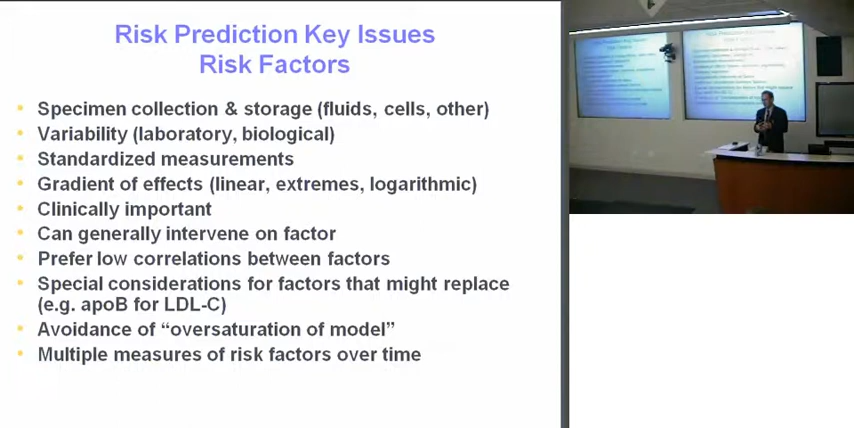 Risk Prediction Key Issues
Risk Factors
Specimen collection & storage (fluids, cells, other)
Variability (laboratory, biological)
Standardized measurements
Gradient of effects (linear, extremes, logarithmic)
Clinically important
Can generally intervene on factor
Prefer low correlations between factors
Special considerations for factors that might replace
(e.g. apoB for LDL-C)
Avoidance of “oversaturation of model”
Multiple measures of risk factors over time